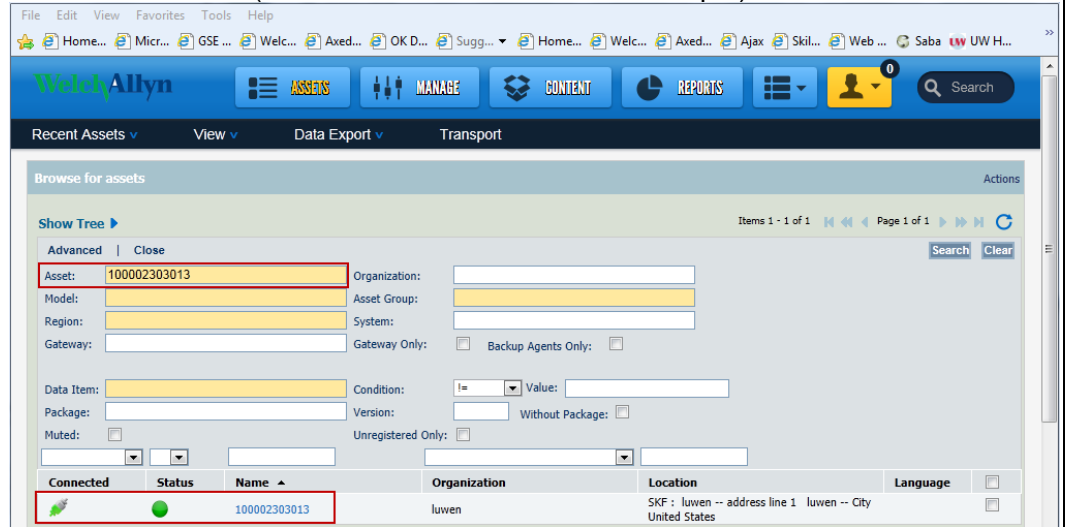 File Edit View Favorites Tools Help
Home... Micr... GSE ... Welc... Axed... OK D... Sugg... Home... Welc... Axed... Ajax Skil... Web ... Saba UW H... »
WelchAllyn ASSETS MANAGE CONTENT REPORTS 0 Search
Recent Assets v View v Data Export v Transport
Browse for assets Actions
Show Tree Items 1 - 1 of 1 Page 1 of 1
Advanced | Close Search Clear
Asset: 100002303013 Organization:
Model: Asset Group:
Region: System:
Gateway: Gateway Only: Backup Agents Only:
Data Item: Condition: != Value:
Package: Version: Without Package:
Muted: Unregistered Only:
Connected Status Name Organization Location Language
100002303013 luwen SKF : luwen -- address line 1 luwen -- City
United States